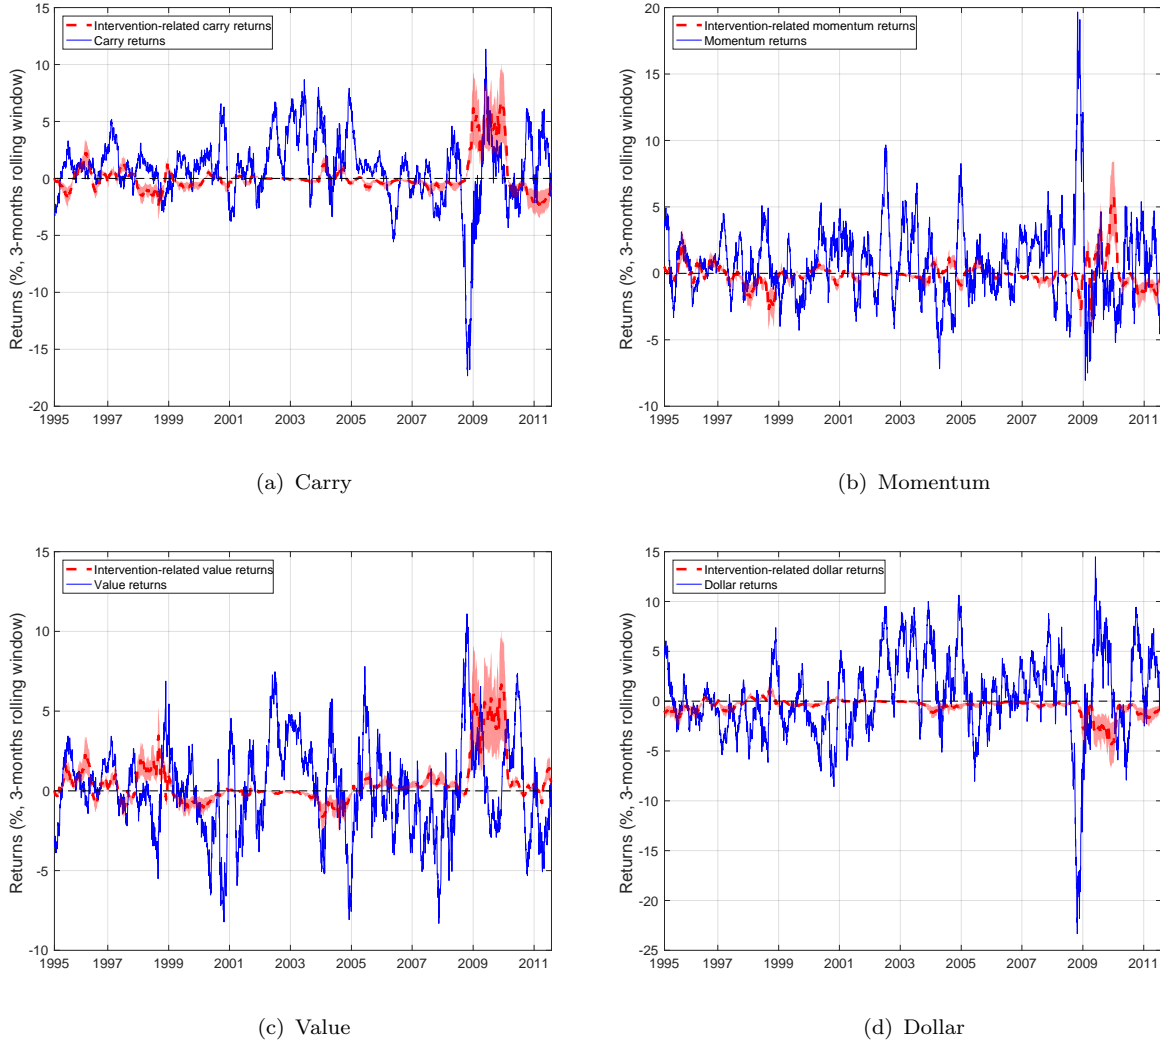 Intervention-related carry returns
Carry returns
Returns (%, 3-months rolling window)
15
10
5
0
-5
-10
-15
-20
1995 1997 1999 2001 2003 2005 2007 2009 2011
(a) Carry
Intervention-related momentum returns
Momentum returns
Returns (%, 3-months rolling window)
20
15
10
5
0
-5
-10
1995 1997 1999 2001 2003 2005 2007 2009 2011
(b) Momentum
Intervention-related value returns
Value returns
Returns (%, 3-months rolling window)
15
10
5
0
-5
-10
1995 1997 1999 2001 2003 2005 2007 2009 2011
(c) Value
Intervention-related dollar returns
Dollar returns
Returns (%, 3-months rolling window)
15
10
5
0
-5
-10
-15
-20
-25
1995 1997 1999 2001 2003 2005 2007 2009 2011
(d) Dollar